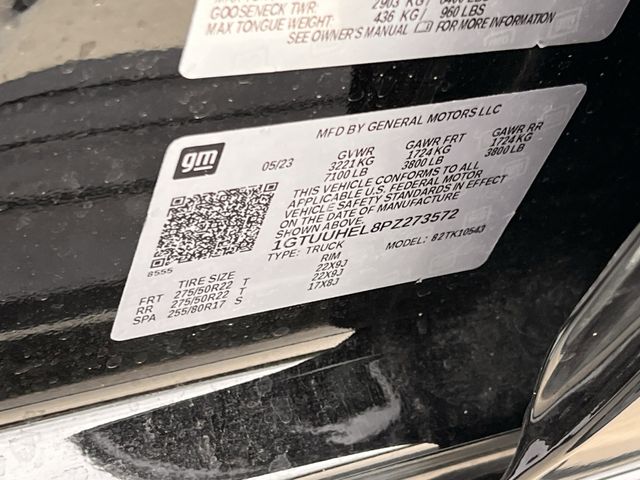 GOOSENECK TWR: 2903 KG/ 6400 LBS
MAX TONGUE WEIGHT: 436 KG/ 960 LBS
SEE OWNER'S MANUAL FOR MORE INFORMATION
gm
MFD BY GENERAL MOTORS LLC
05/23 GVWR GAWR FRT GAWR RR
3221 KG 1724 KG 1724 KG
7100 LB 3800 LB 3800 LB
THIS VEHICLE CONFORMS TO ALL
APPLICABLE U.S. FEDERAL MOTOR
VEHICLE SAFETY STANDARDS IN EFFECT
ON THE DATE OF MANUFACTURE
SHOWN ABOVE.
1GTUUHEL8PZ273572
TYPE: TRUCK MODEL: 82TK10543
8555
TIRE SIZE RIM
FRT 275/50R22 T 22X9J
RR 275/50R22 T 22X9J
SPA 255/80R17 S 17X8J